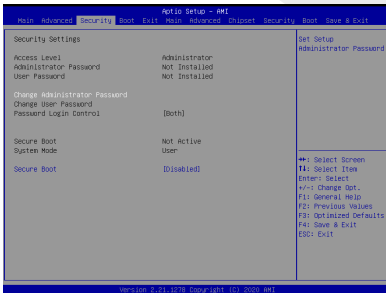 Aptio Setup - AMI
Main Advanced Security Boot Exit Main Advanced Chipset Security Boot Save & Exit
Security Settings
Access Level Administrator
Administrator Password Not Installed
User Password Not Installed
Change Administrator Password
Change User Password
Password Login Control [Both]
Secure Boot Not Active
System Mode User
Secure Boot [Disabled]
Set Setup
Administrator Password
→←: Select Screen
↑↓: Select Item
Enter: Select
+/-: Change Opt.
F1: General Help
F2: Previous Values
F3: Optimized Defaults
F4: Save & Exit
ESC: Exit
Version 2.21.1278 Copyright (C) 2020 AMI